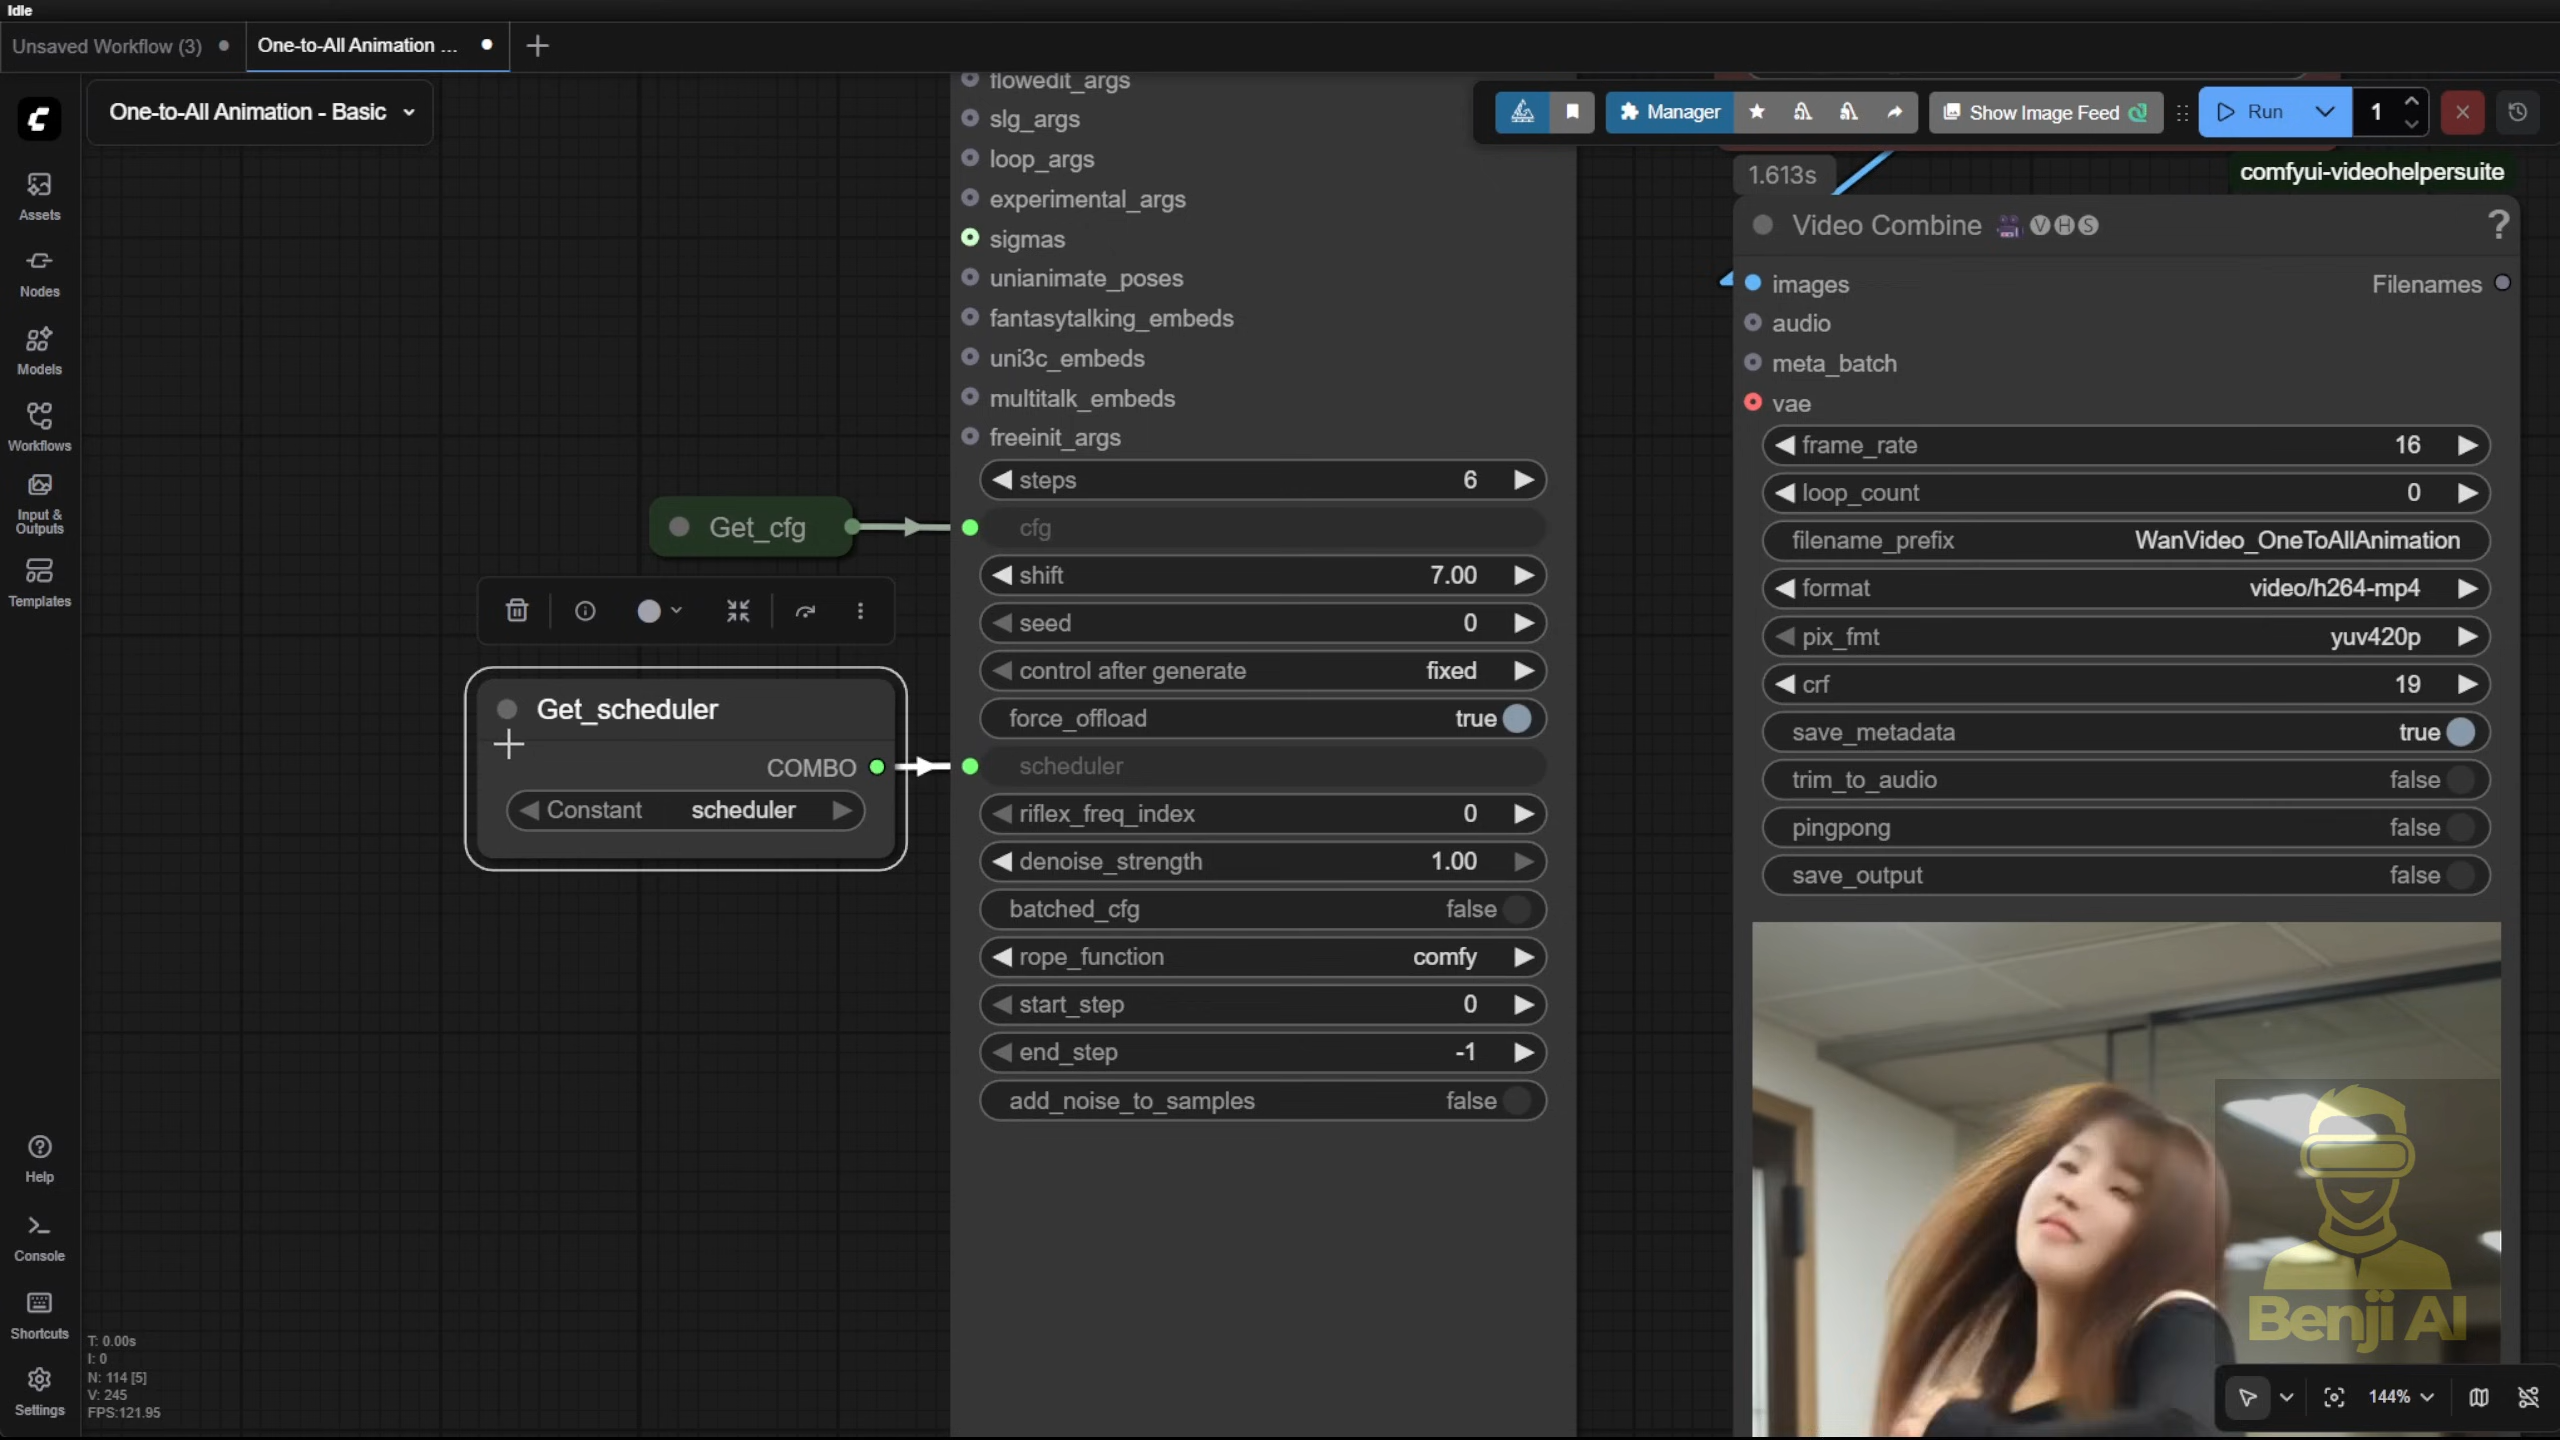 Idle
Unsaved Workflow (3)
One-to-All Animation ...
One-to-All Animation - Basic
Manager
Show Image Feed
Run
1
Assets
Nodes
Models
Workflows
Input &
Outputs
Templates
Help
Console
Shortcuts
Settings
T: 0.00s
I: 0
N: 114 [5]
V: 245
FPS:121.95
Get_cfg
Get_scheduler
COMBO
Constant scheduler
flowedit_args
slg_args
loop_args
experimental_args
sigmas
unianimate_poses
fantasytalking_embeds
uni3c_embeds
multitalk_embeds
freeinit_args
steps 6
cfg
shift 7.00
seed 0
control after generate fixed
force_offload true
scheduler
riflex_freq_index 0
denoise_strength 1.00
batched_cfg false
rope_function comfy
start_step 0
end_step -1
add_noise_to_samples false
1.613s
comfyui-videohelpersuite
Video Combine 🎥🅥🅗🅢
?
images Filenames
audio
meta_batch
vae
frame_rate 16
loop_count 0
filename_prefix WanVideo_OneToAllAnimation
format video/h264-mp4
pix_fmt yuv420p
crf 19
save_metadata true
trim_to_audio false
pingpong false
save_output false
Benji AI
144%